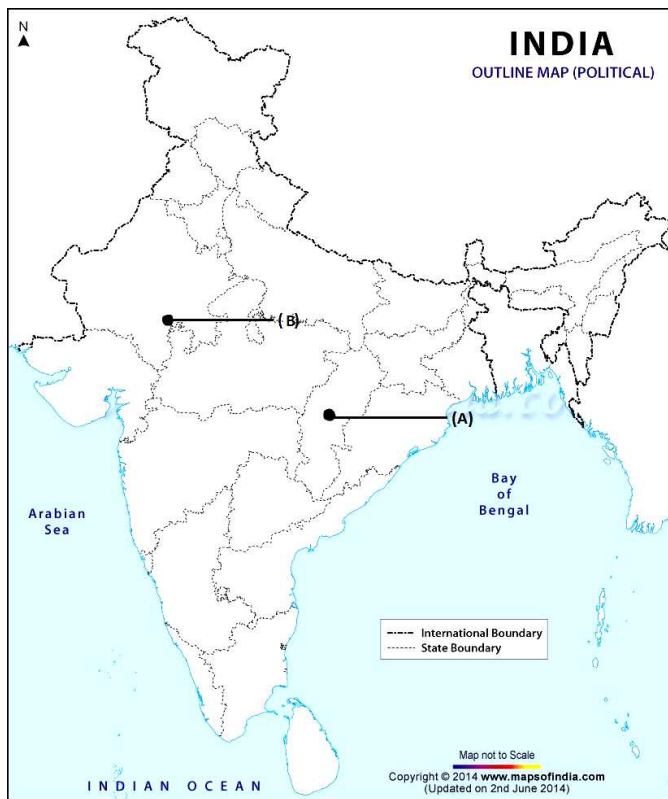 N
INDIA
OUTLINE MAP (POLITICAL)
(B)
(A)
Bay
of
Bengal
Arabian
Sea
International Boundary
State Boundary
Map not to Scale
Copyright © 2014 www.mapsofindia.com
(Updated on 2nd June 2014)
INDIAN OCEAN